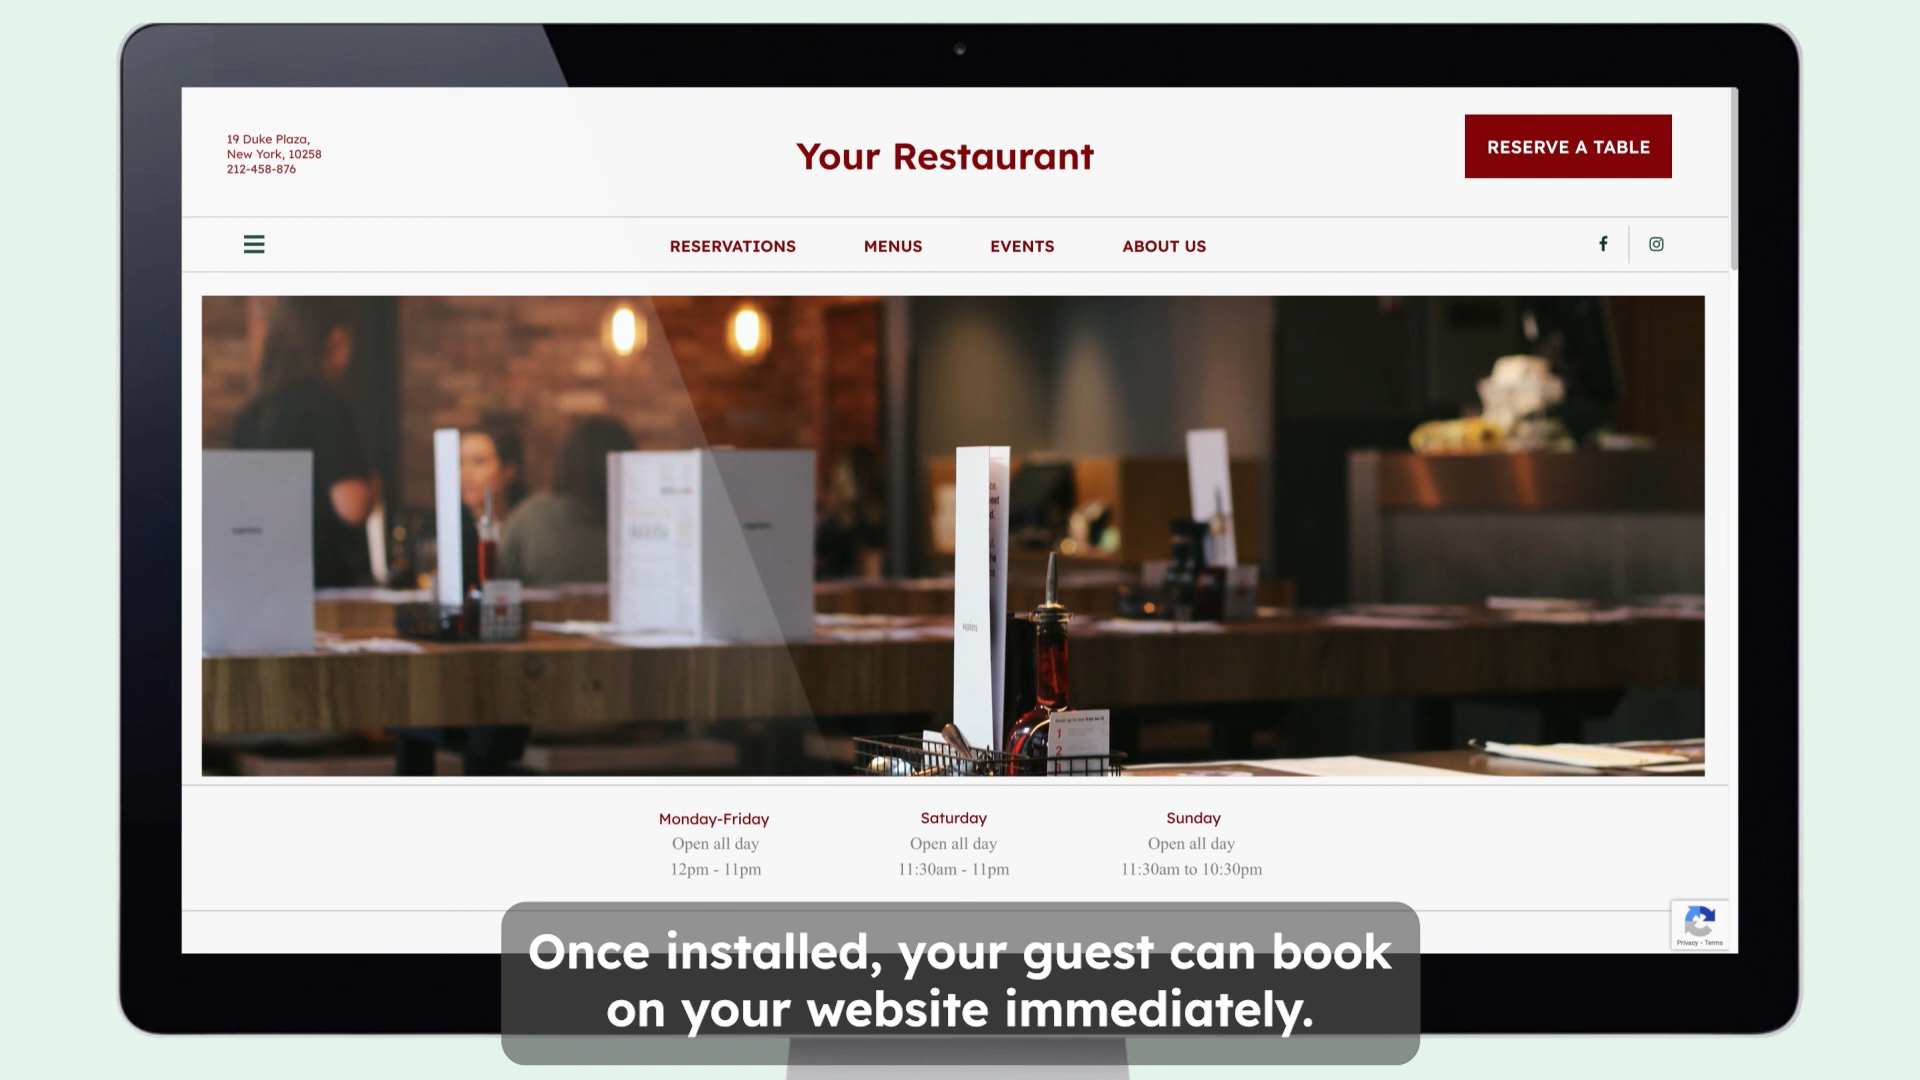 19 Duke Plaza,
New York, 10258
212-458-876
Your Restaurant
RESERVE A TABLE
RESERVATIONS MENUS EVENTS ABOUT US
1
2
Monday-Friday
Open all day
12pm - 11pm
Saturday
Open all day
11:30am - 11pm
Sunday
Open all day
11:30am to 10:30pm
Privacy - Terms
Once installed, your guest can book
on your website immediately.